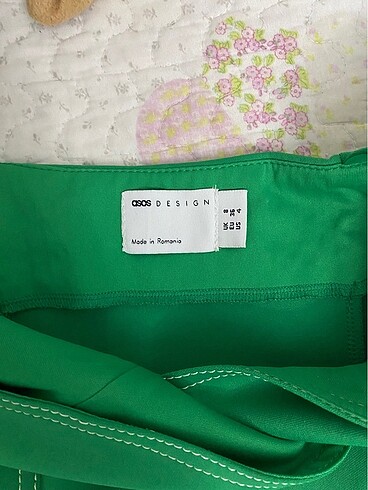 asos DESIGN
Made in Romania
UK 8
EU 36
US 4